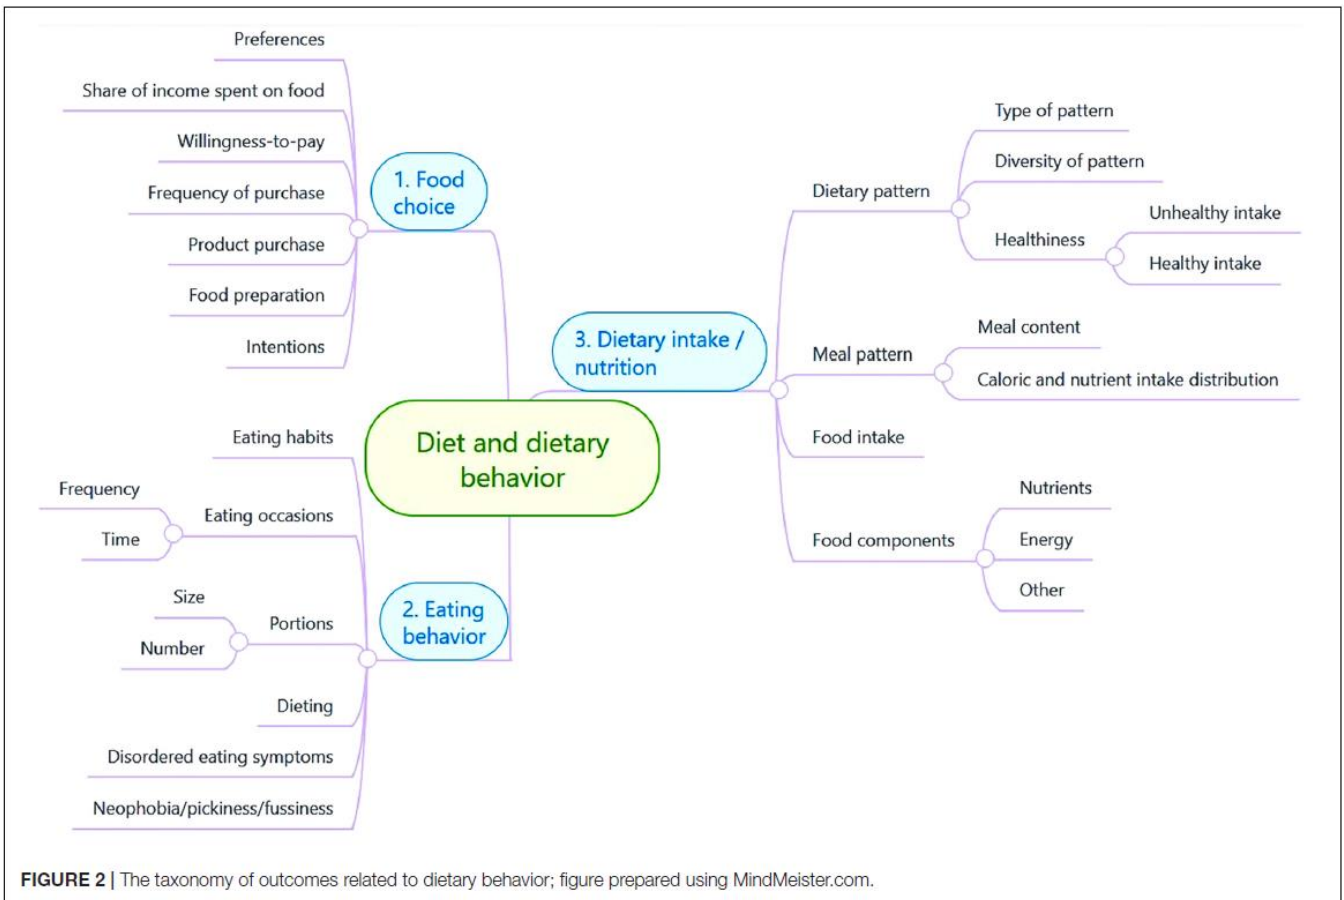 Preferences
Share of income spent on food
Willingness-to-pay
Frequency of purchase
Product purchase
Food preparation
Intentions
1. Food
choice
Eating habits
Frequency
Time
Eating occasions
Size
Number
Portions
Dieting
Disordered eating symptoms
Neophobia/pickiness/fussiness
2. Eating
behavior
Diet and dietary
behavior
3. Dietary intake /
nutrition
Dietary pattern
Type of pattern
Diversity of pattern
Healthiness
Unhealthy intake
Healthy intake
Meal pattern
Meal content
Caloric and nutrient intake distribution
Food intake
Food components
Nutrients
Energy
Other
FIGURE 2 | The taxonomy of outcomes related to dietary behavior; figure prepared using MindMeister.com.